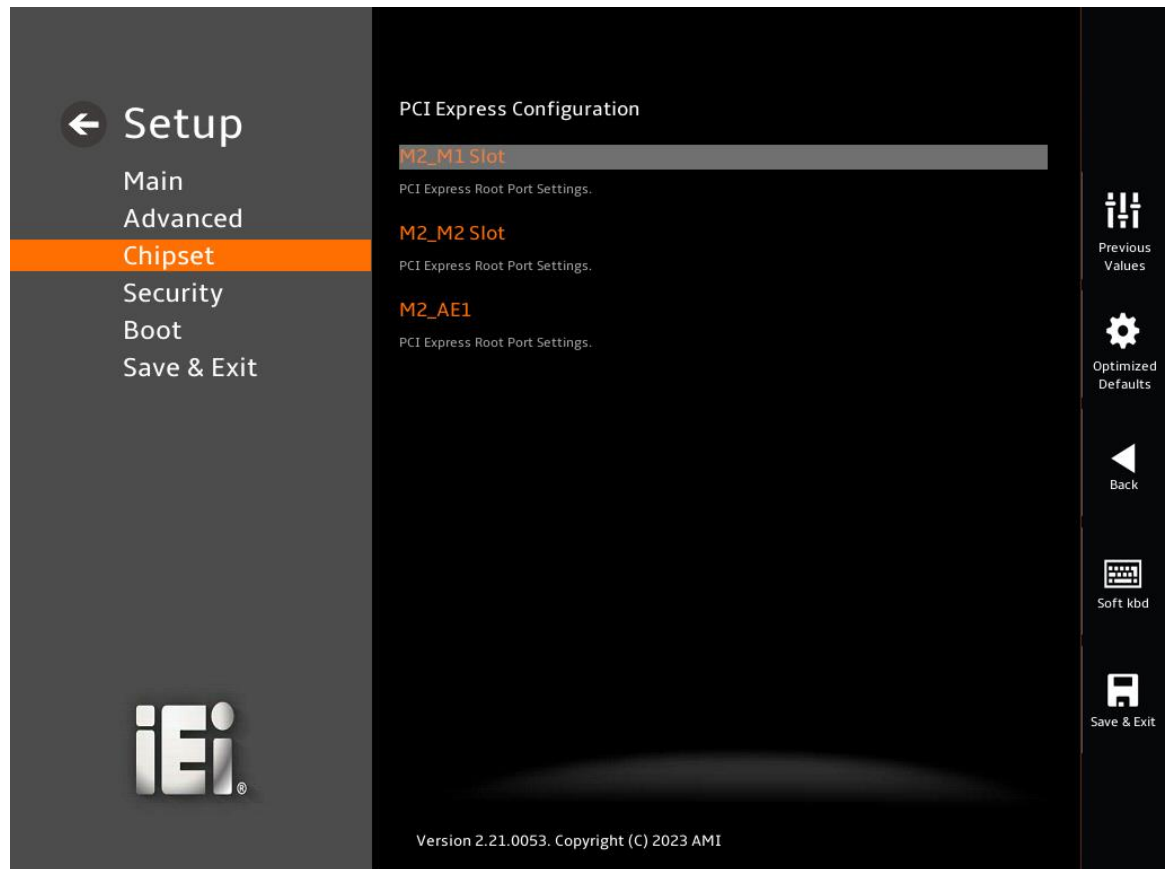 Setup
Main
Advanced
Chipset
Security
Boot
Save & Exit
iEi®
PCI Express Configuration
M2_M1 Slot
PCI Express Root Port Settings.
M2_M2 Slot
PCI Express Root Port Settings.
M2_AE1
PCI Express Root Port Settings.
Version 2.21.0053. Copyright (C) 2023 AMI
Previous
Values
Optimized
Defaults
Back
Soft kbd
Save & Exit